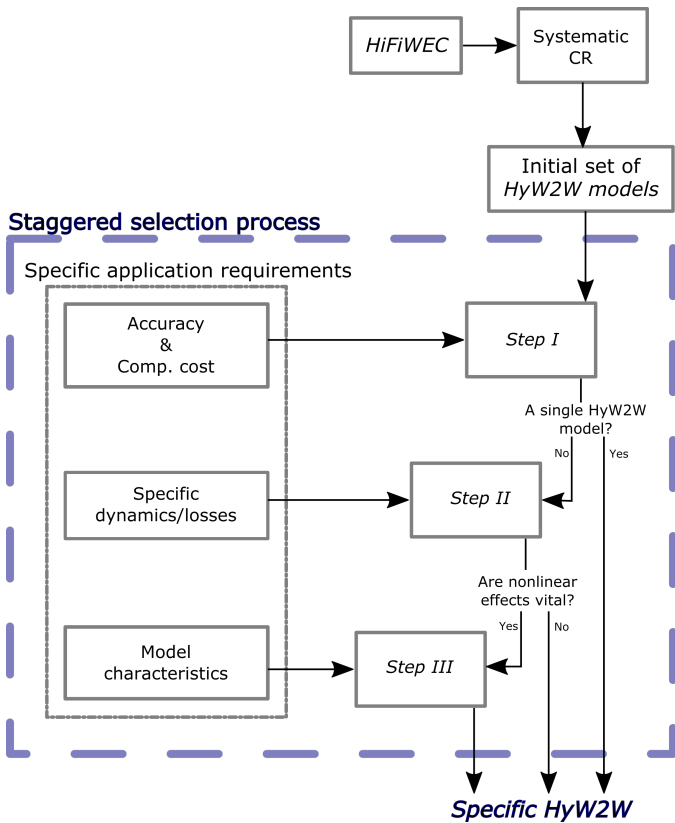 HiFiWEC
Systematic
CR
Initial set of
HyW2W models
Staggered selection process
Specific application requirements
Accuracy
&
Comp. cost
Step I
A single HyW2W
model?
No
Yes
Specific
dynamics/losses
Step II
Are nonlinear
effects vital?
Yes
No
Model
characteristics
Step III
Specific HyW2W